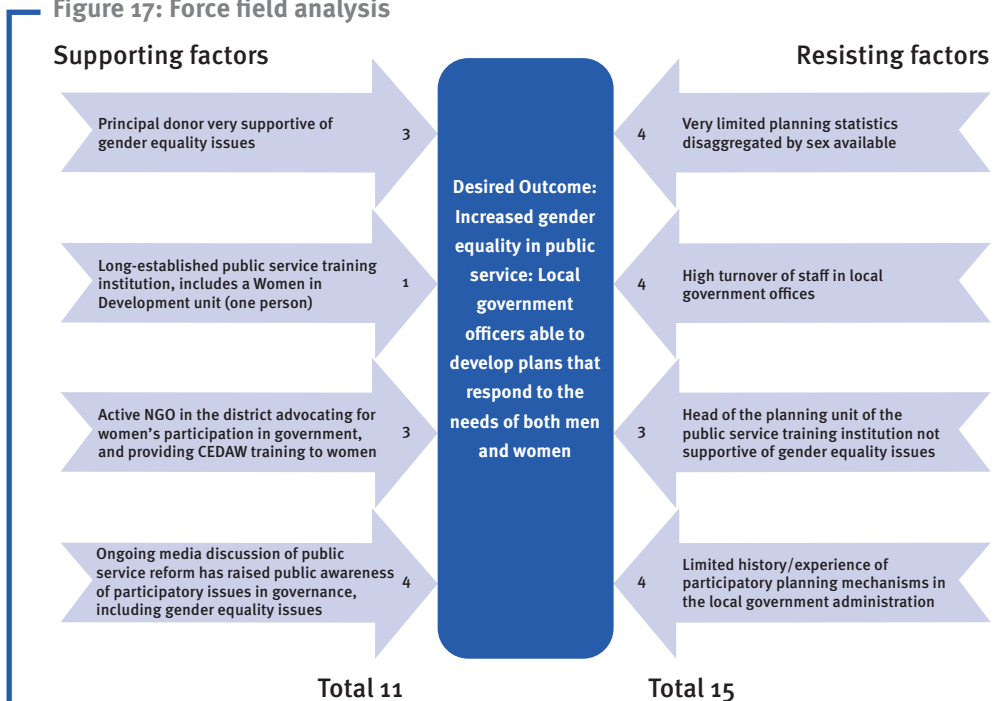 Figure 17: Force field analysis
Supporting factors
Resisting factors
Principal donor very supportive of
gender equality issues
3
Long-established public service training
institution, includes a Women in
Development unit (one person)
1
Active NGO in the district advocating for
women's participation in government,
and providing CEDAW training to women
3
Ongoing media discussion of public
service reform has raised public awareness
of participatory issues in governance,
including gender equality issues
4
Desired Outcome:
Increased gender
equality in public
service: Local
government
officers able to
develop plans that
respond to the
needs of both men
and women
4
Very limited planning statistics
disaggregated by sex available
4
High turnover of staff in local
government offices
3
Head of the planning unit of the
public service training institution not
supportive of gender equality issues
4
Limited history/experience of
participatory planning mechanisms in
the local government administration
Total 11
Total 15